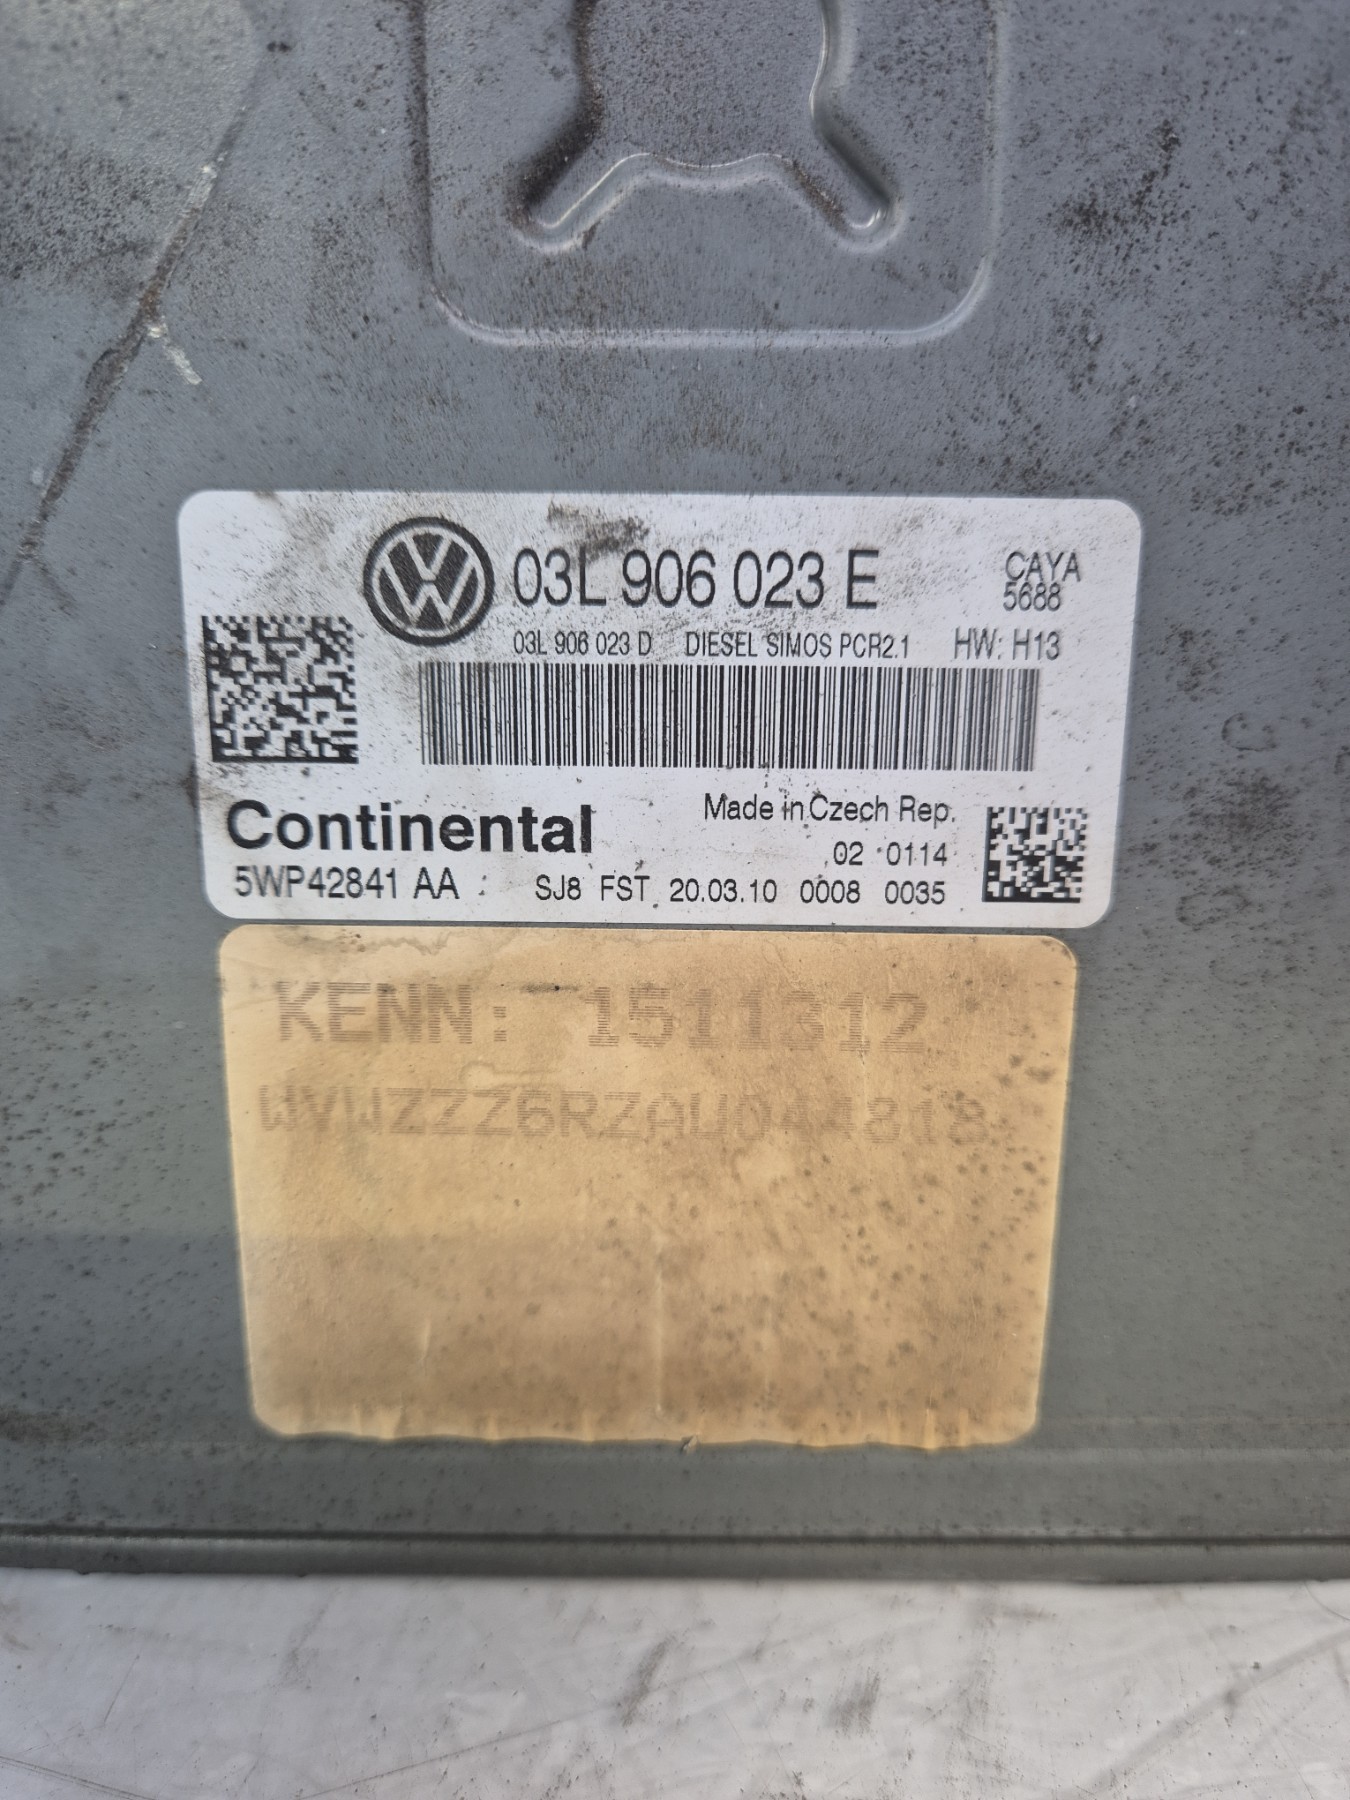 03L 906 023 E
CAYA
5688
03L 906 023 D DIESEL SIMOS PCR2.1 HW: H13
Continental
Made in Czech Rep.
02 0114
5WP42841 AA SJ8 FST 20.03.10 0008 0035
KENN: 1511312
WVWZZZ6RZAU044818